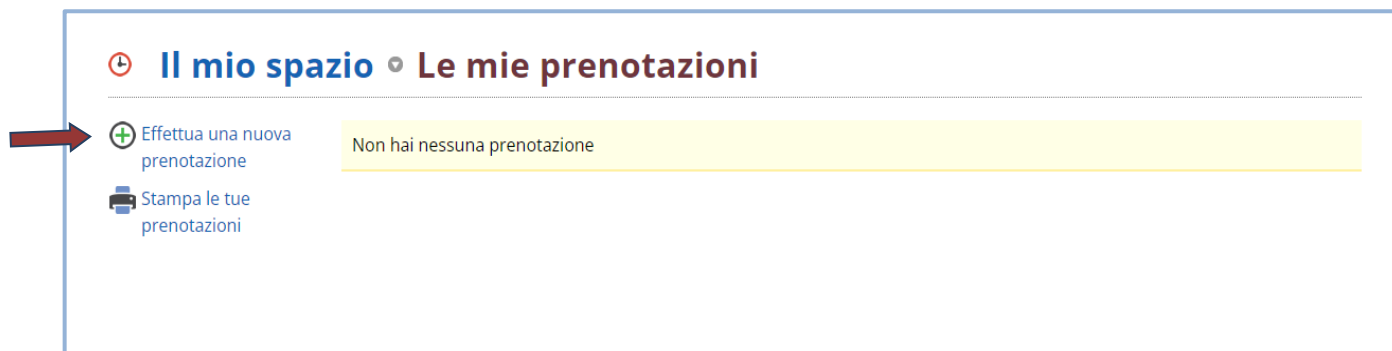 Il mio spazio Le mie prenotazioni
Effettua una nuova
prenotazione
Non hai nessuna prenotazione
Stampa le tue
prenotazioni